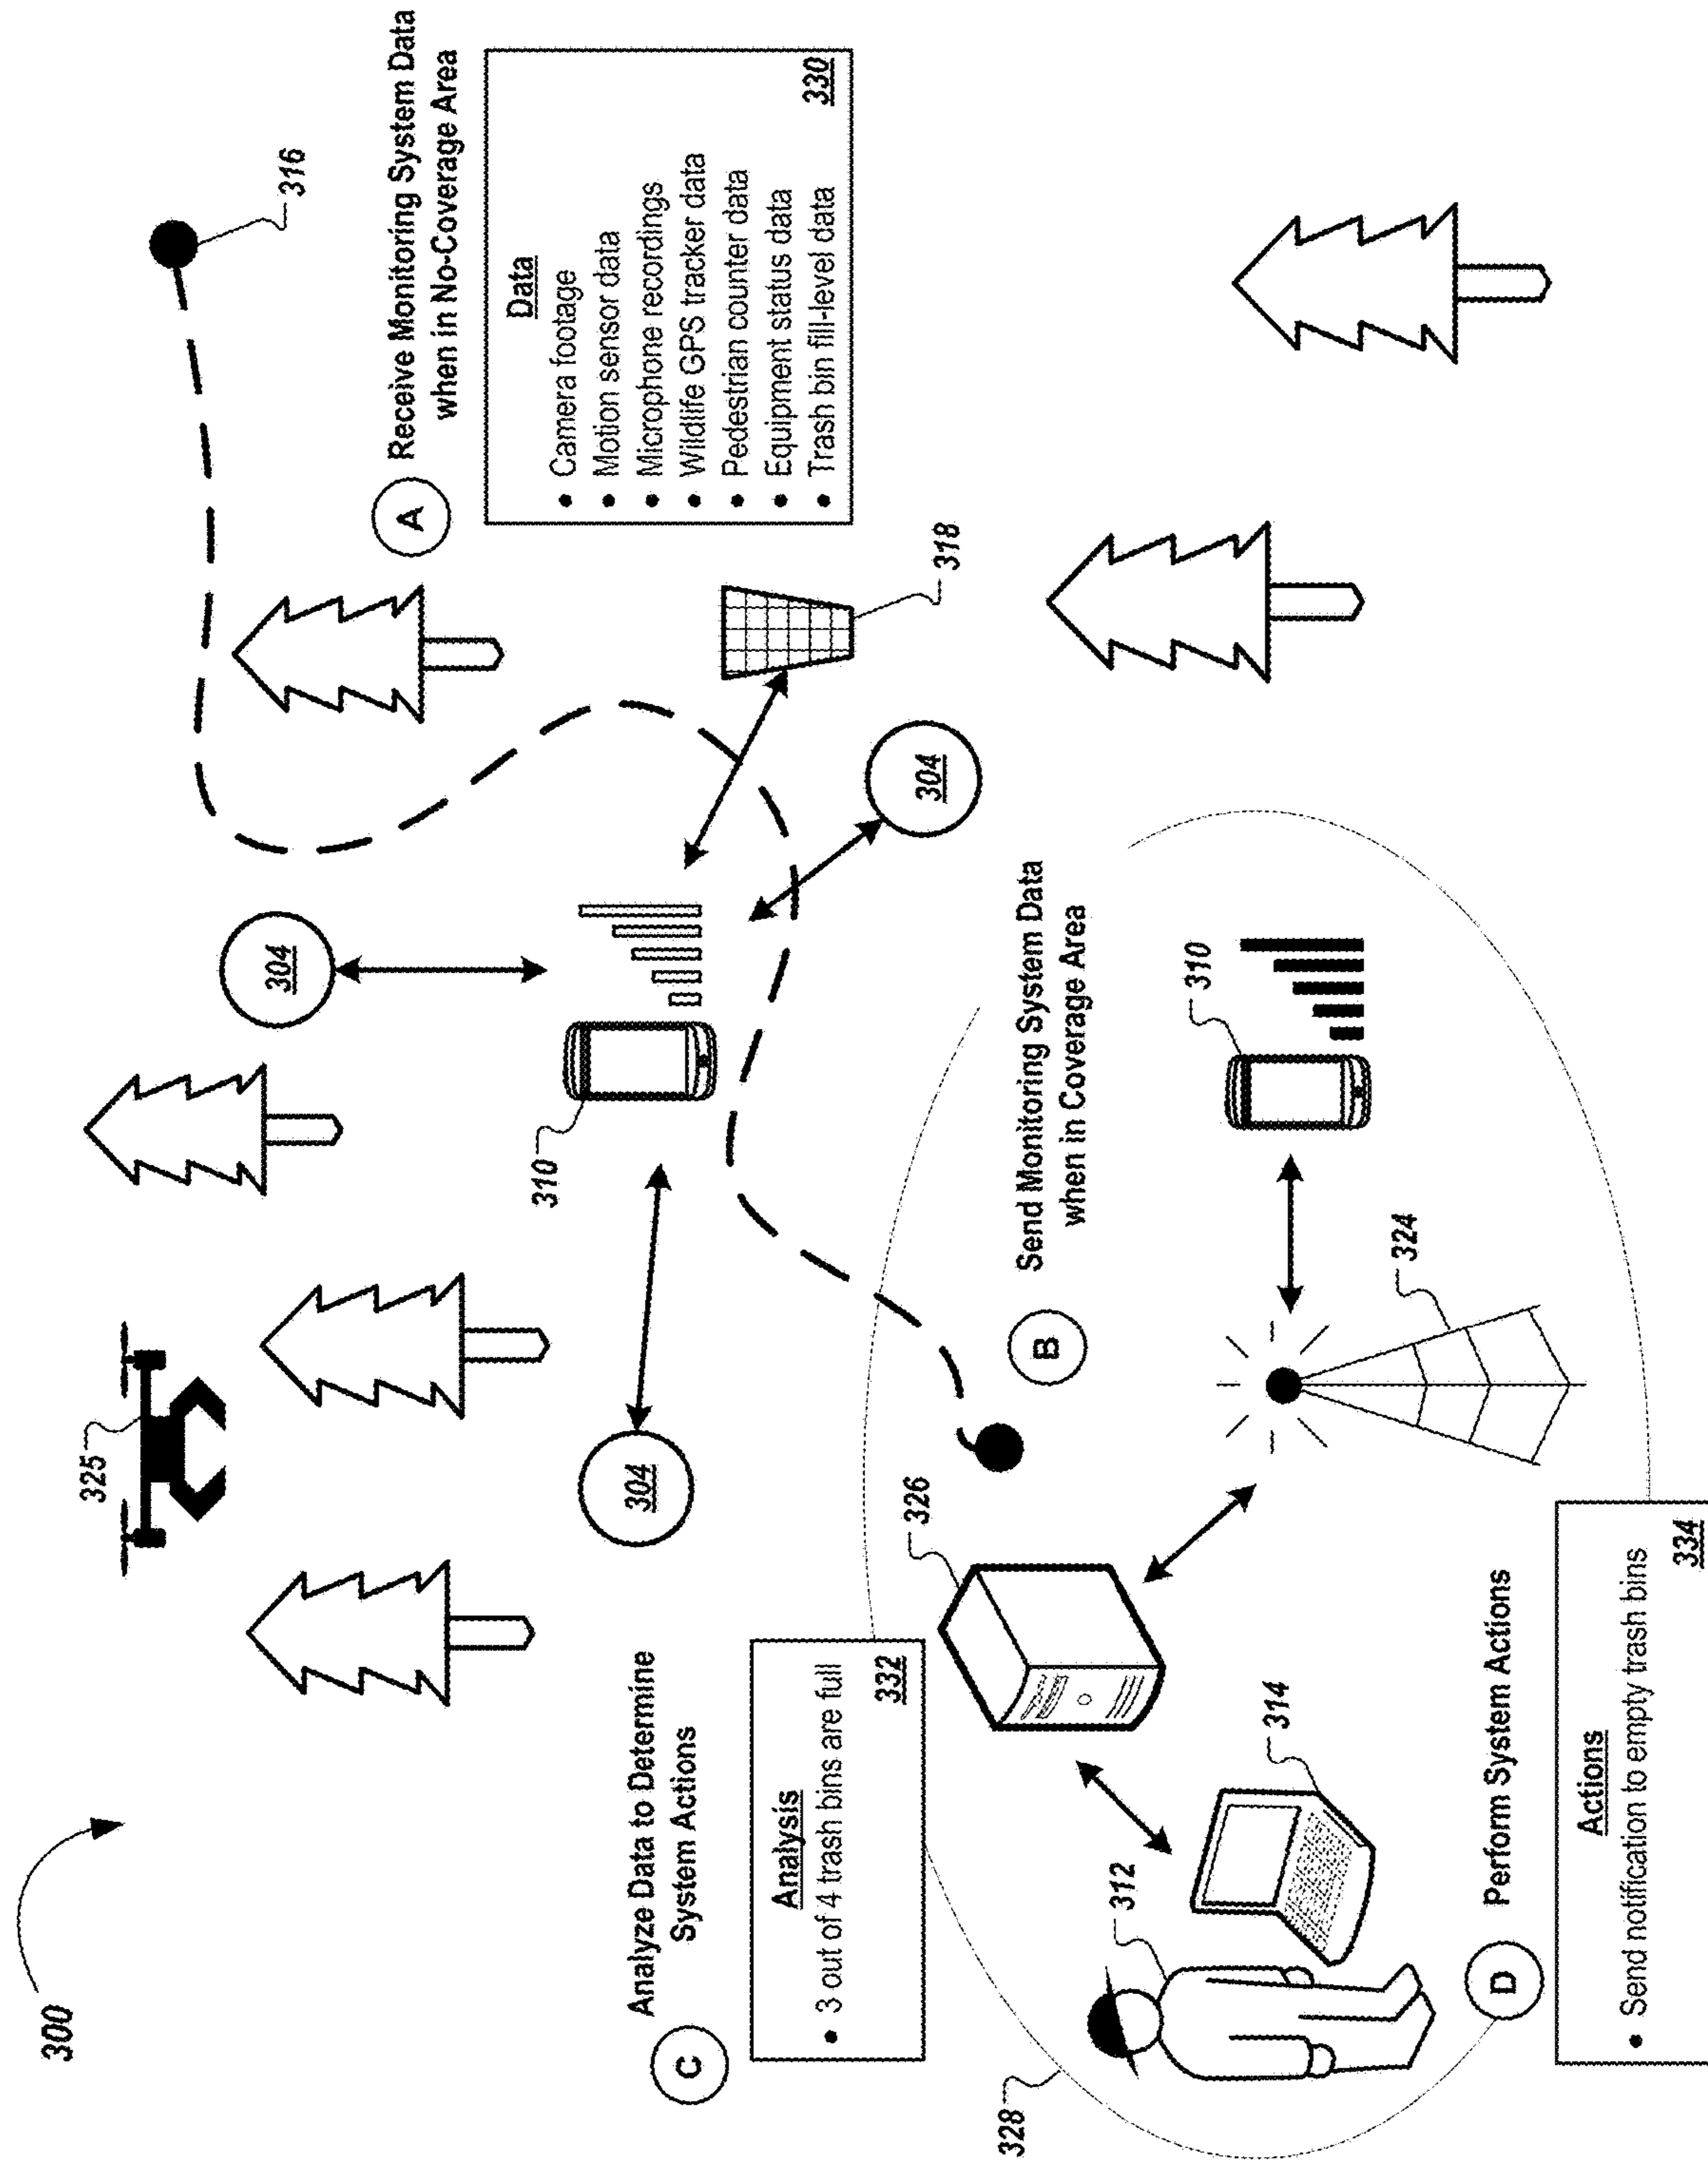 300
325
316
A
Receive Monitoring System Data
when in No-Coverage Area
Data
• Camera footage
• Motion sensor data
• Microphone recordings
• Wildlife GPS tracker data
• Pedestrian counter data
• Equipment status data
• Trash bin fill-level data
330
304
304
310
304
318
C
Analyze Data to Determine
System Actions
Analysis
• 3 out of 4 trash bins are full
332
326
B
Send Monitoring System Data
when in Coverage Area
310
328
312
314
324
D
Perform System Actions
Actions
• Send notification to empty trash bins
334